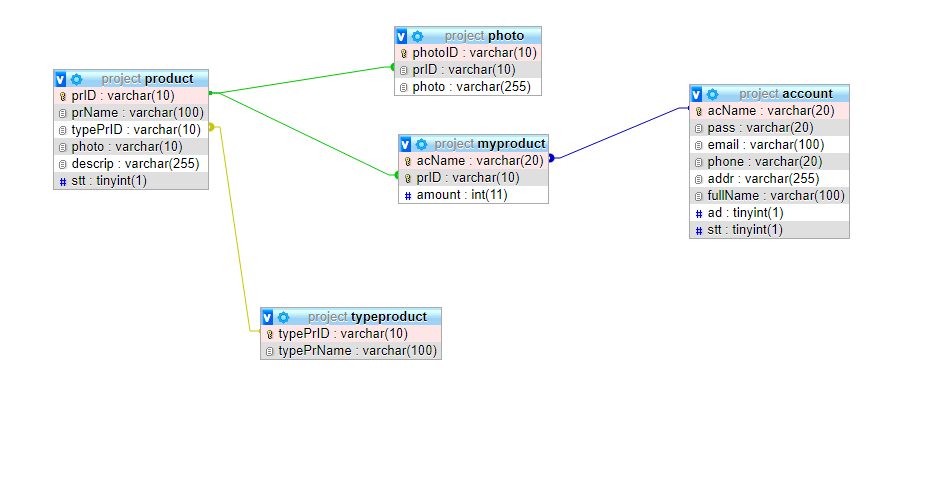 project product
prID : varchar(10)
prName : varchar(100)
typePrID : varchar(10)
photo : varchar(10)
descrip : varchar(255)
stt : tinyint(1)
project photo
photoID : varchar(10)
prID : varchar(10)
photo : varchar(255)
project myproduct
acName : varchar(20)
prID : varchar(10)
amount : int(11)
project account
acName : varchar(20)
pass : varchar(20)
email : varchar(100)
phone : varchar(20)
addr : varchar(255)
fullName : varchar(100)
ad : tinyint(1)
stt : tinyint(1)
project typeproduct
typePrID : varchar(10)
typePrName : varchar(100)